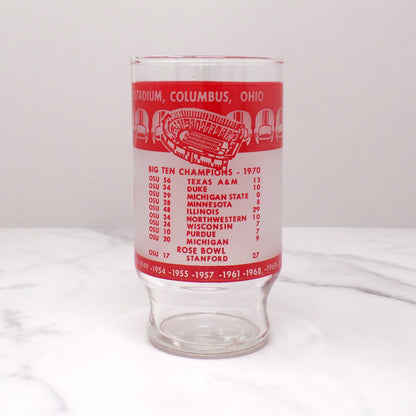 STADIUM, COLUMBUS, OHIO
BIG TEN CHAMPIONS - 1970
OSU 56 TEXAS A&M 13
OSU 34 DUKE 10
OSU 29 MICHIGAN STATE 0
OSU 28 MINNESOTA 8
OSU 48 ILLINOIS 29
OSU 24 NORTHWESTERN 10
OSU 24 WISCONSIN 7
OSU 10 PURDUE 7
OSU 20 MICHIGAN 9
ROSE BOWL
OSU 17 STANFORD 27
-1954 -1955 -1957 -1961 -1968,